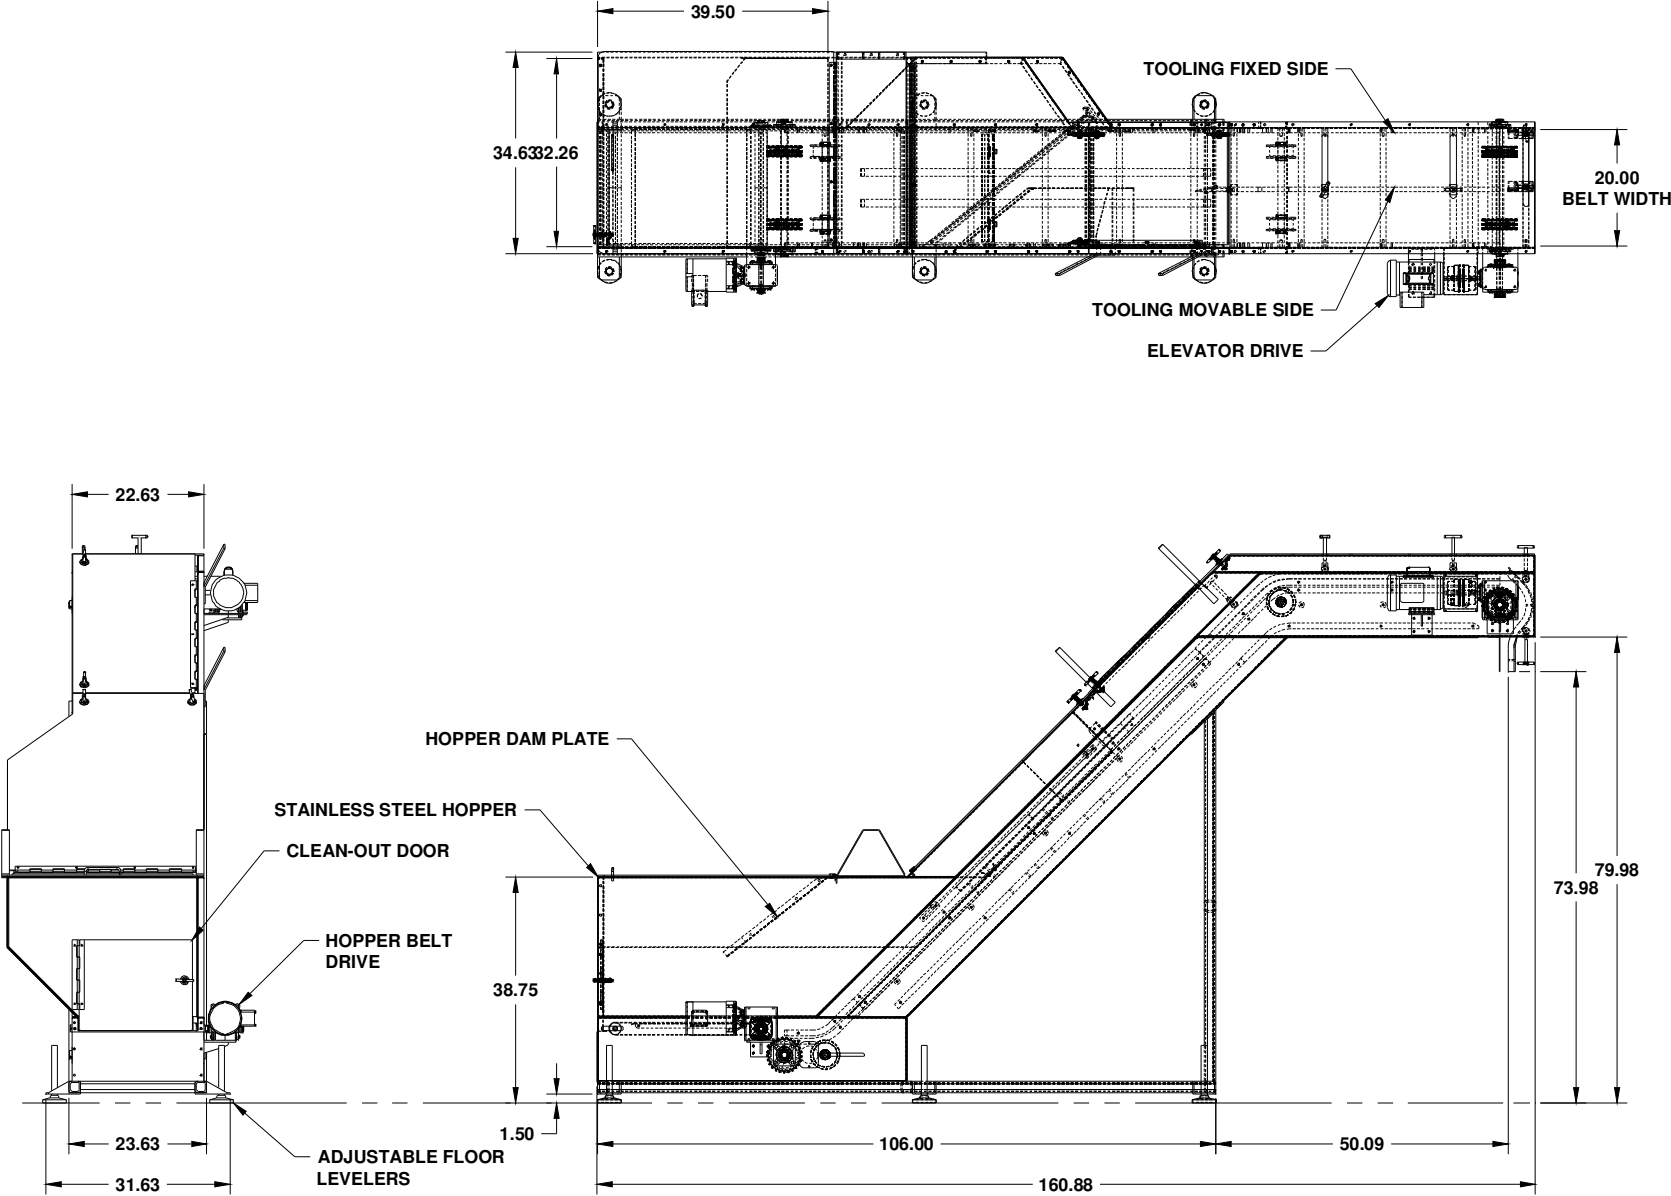 39.50
TOOLING FIXED SIDE
34.63
32.26
20.00
BELT WIDTH
TOOLING MOVABLE SIDE
ELEVATOR DRIVE
22.63
HOPPER DAM PLATE
STAINLESS STEEL HOPPER
CLEAN-OUT DOOR
79.98
73.98
HOPPER BELT
DRIVE
38.75
1.50
23.63
106.00
50.09
ADJUSTABLE FLOOR
LEVELERS
31.63
160.88